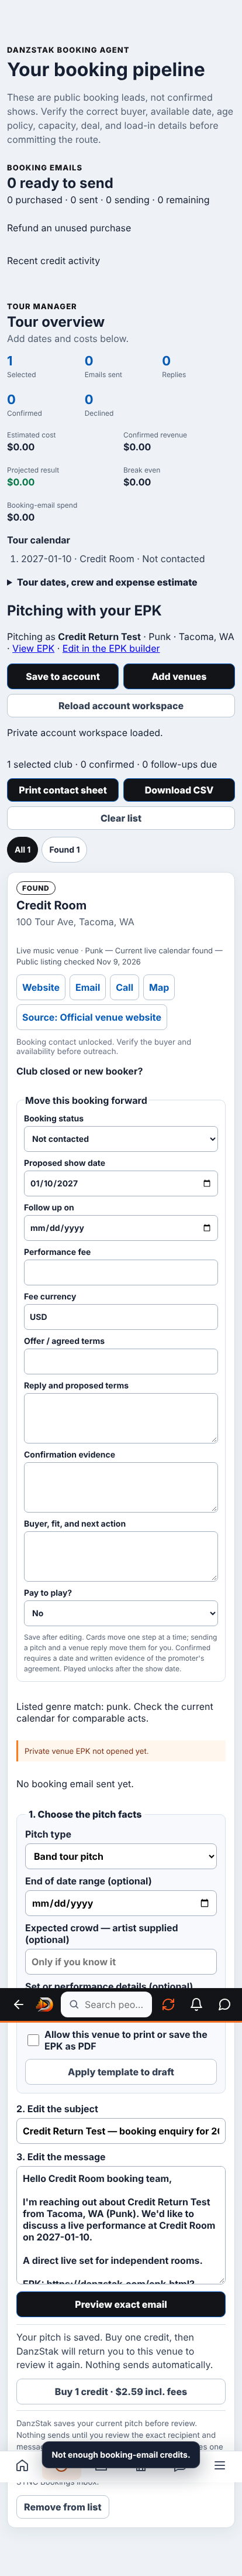 DANZSTAK BOOKING AGENT
Your booking pipeline
These are public booking leads, not confirmed
shows. Verify the correct buyer, available date, age
policy, capacity, deal, and load-in details before
committing the route.
BOOKING EMAILS
0 ready to send
0 purchased · 0 sent · 0 sending · 0 remaining
Refund an unused purchase
Recent credit activity
TOUR MANAGER
Tour overview
Add dates and costs below.
1
0
0
Selected
Emails sent
Replies
0
0
Confirmed
Declined
Estimated cost
Confirmed revenue
$0.00
$0.00
Projected result
Break even
$0.00
$0.00
Booking-email spend
$0.00
Tour calendar
1. 2027-01-10 · Credit Room · Not contacted
Tour dates, crew and expense estimate
Pitching with your EPK
Pitching as Credit Return Test · Punk · Tacoma, WA
· View EPK · Edit in the EPK builder
Save to account
Add venues
Reload account workspace
Private account workspace loaded.
1 selected club · 0 confirmed · 0 follow-ups due
Print contact sheet
Download CSV
Clear list
All 1
Found 1
FOUND
Credit Room
100 Tour Ave, Tacoma, WA
Live music venue · Punk — Current live calendar found —
Public listing checked Nov 9, 2026
Website
Email
Call
Map
Source: Official venue website
Booking contact unlocked. Verify the buyer and
availability before outreach.
Club closed or new booker?
Move this booking forward
Booking status
Not contacted
Proposed show date
01/10/2027
Follow up on
mm/dd/yyyy
Performance fee
Fee currency
USD
Offer / agreed terms
Reply and proposed terms
Confirmation evidence
Buyer, fit, and next action
Pay to play?
No
Save after editing. Cards move one step at a time; sending
a pitch and a venue reply move them for you. Confirmed
requires a date and written evidence of the promoter's
agreement. Played unlocks after the show date.
Listed genre match: punk. Check the current
calendar for comparable acts.
Private venue EPK not opened yet.
No booking email sent yet.
1. Choose the pitch facts
Pitch type
Band tour pitch
End of date range (optional)
mm/dd/yyyy
Expected crowd — artist supplied
(optional)
Only if you know it
Set or performance details (optional)
Search peo...
Allow this venue to print or save the
EPK as PDF
Apply template to draft
2. Edit the subject
Credit Return Test — booking enquiry for 20
3. Edit the message
Hello Credit Room booking team,
I'm reaching out about Credit Return Test
from Tacoma, WA (Punk). We'd like to
discuss a live performance at Credit Room
on 2027-01-10.
A direct live set for independent rooms.
EPK: https://danzstak.com/epk.html?
Preview exact email
Your pitch is saved. Buy one credit, then
DanzStak will return you to this venue to
review it again. Nothing sends automatically.
Buy 1 credit · $2.59 incl. fees
DanzStak saves your current pitch before review.
Nothing sends until you review the exact recipient and
Not enough booking-email credits.
Remove from list